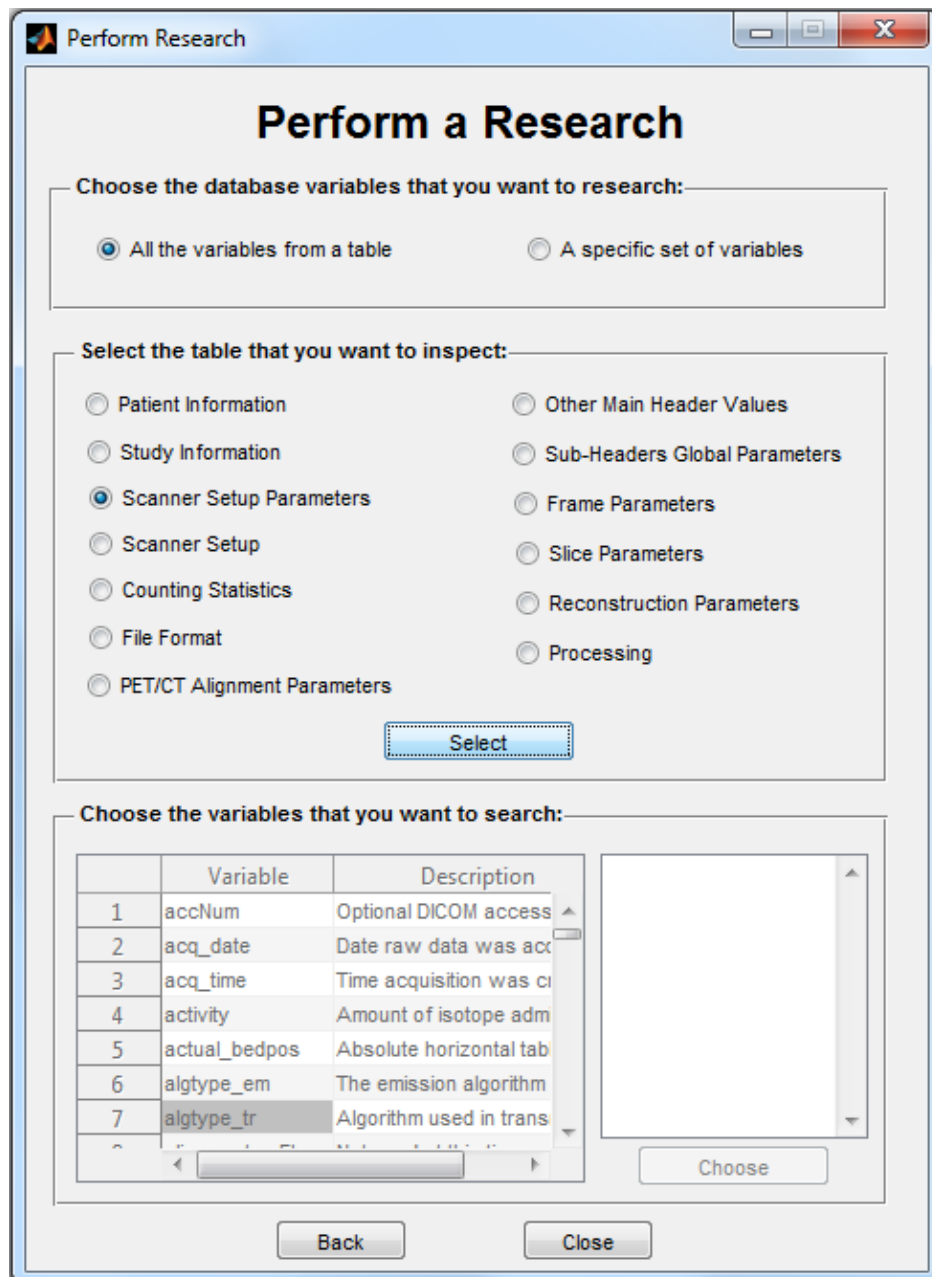 Perform Research
Perform a Research
Choose the database variables that you want to research:
All the variables from a table
A specific set of variables
Select the table that you want to inspect:
Patient Information
Study Information
Scanner Setup Parameters
Scanner Setup
Counting Statistics
File Format
PET/CT Alignment Parameters
Other Main Header Values
Sub-Headers Global Parameters
Frame Parameters
Slice Parameters
Reconstruction Parameters
Processing
Select
Choose the variables that you want to search:
Variable Description
1 accNum Optional DICOM access
2 acq_date Date raw data was acc
3 acq_time Time acquisition was cr
4 activity Amount of isotope adm
5 actual_bedpos Absolute horizontal tab
6 algtype_em The emission algorithm
7 algtype_tr Algorithm used in trans
Choose
Back
Close